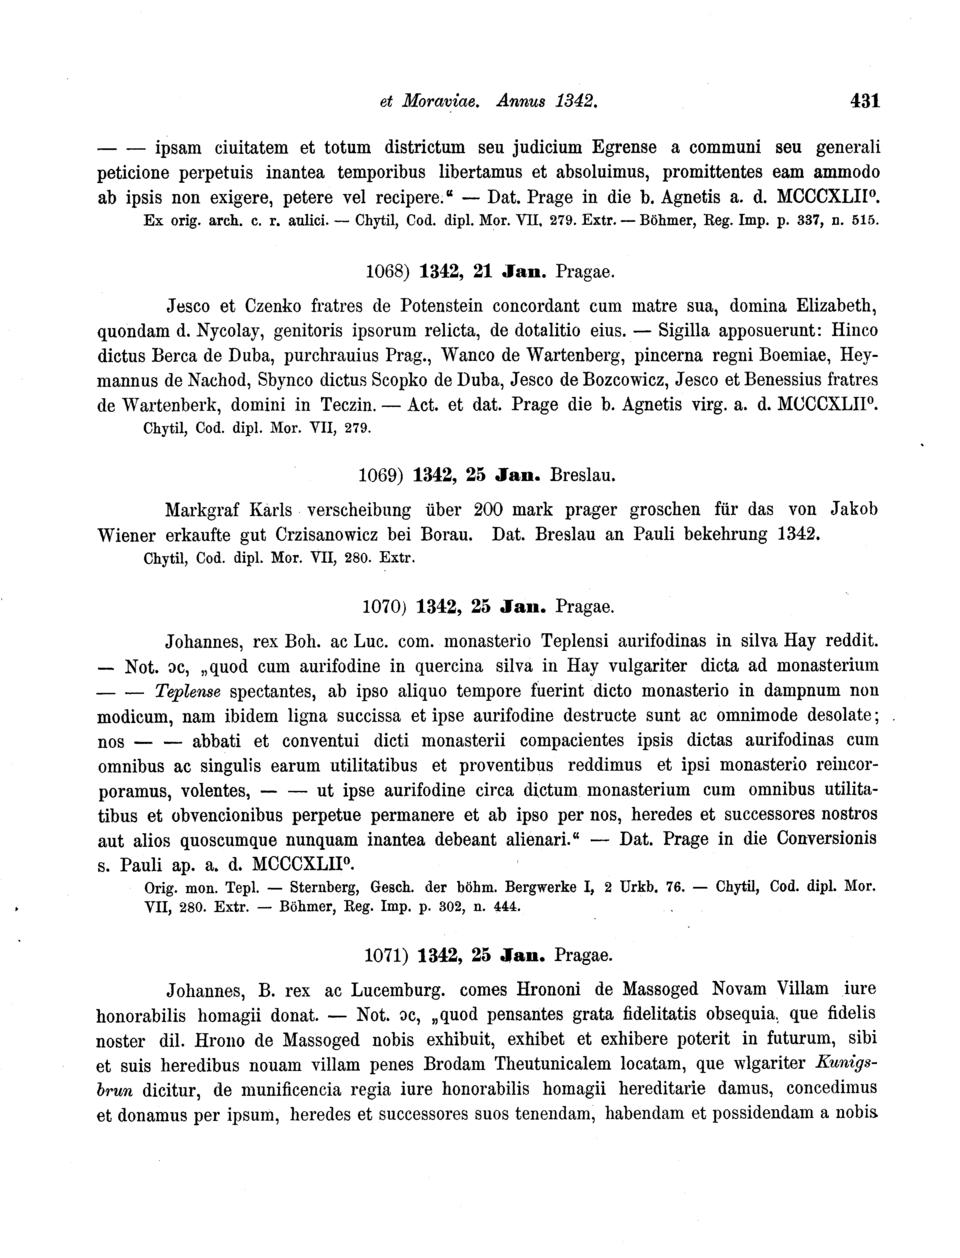 et Moraviae. Annus 1342. 431
— — ipsam ciuitatem et totum districtum seu judicium Egrense a communi seu generali
peticione perpetuis inantea temporibus libertamus et absoluimus, promittentes eam ammodo
ab ipsis non exigere, petere vel recipere.“ — Dat. Prage in die b. Agnetis a. d. MCCCXLII⁰.
Ex orig. arch. c. r. aulici. — Chytil, Cod. dipl. Mor. VII, 279. Extr. — Böhmer, Reg. Imp. p. 337, n. 515.
1068) 1342, 21 Jan. Pragae.
Jesco et Czenko fratres de Potenstein concordant cum matre sua, domina Elizabeth,
quondam d. Nycolay, genitoris ipsorum relicta, de dotalitio eius. — Sigilla apposuerunt: Hinco
dictus Berca de Duba, purchrauius Prag., Wanco de Wartenberg, pincerna regni Boemiae, Hey-
mannus de Nachod, Sbynco dictus Scopko de Duba, Jesco de Bozcowicz, Jesco et Benessius fratres
de Wartenberk, domini in Teczin. — Act. et dat. Prage die b. Agnetis virg. a. d. MCCCXLII⁰.
Chytil, Cod. dipl. Mor. VII, 279.
1069) 1342, 25 Jan. Breslau.
Markgraf Karls verscheibung über 200 mark prager groschen für das von Jakob
Wiener erkaufte gut Crzisanowicz bei Borau. Dat. Breslau an Pauli bekehrung 1342.
Chytil, Cod. dipl. Mor. VII, 280. Extr.
1070) 1342, 25 Jan. Pragae.
Johannes, rex Boh. ac Luc. com. monasterio Teplensi aurifodinas in silva Hay reddit.
— Not. ɔc, „quod cum aurifodine in quercina silva in Hay vulgariter dicta ad monasterium
— — Teplense spectantes, ab ipso aliquo tempore fuerint dicto monasterio in dampnum non
modicum, nam ibidem ligna succissa et ipse aurifodine destructe sunt ac omnimode desolate;
nos — — abbati et conventui dicti monasterii compacientes ipsis dictas aurifodinas cum
omnibus ac singulis earum utilitatibus et proventibus reddimus et ipsi monasterio reincor-
poramus, volentes, — — ut ipse aurifodine circa dictum monasterium cum omnibus utilita-
tibus et obvencionibus perpetue permanere et ab ipso per nos, heredes et successores nostros
aut alios quoscumque nunquam inantea debeant alienari.“ — Dat. Prage in die Conversionis
s. Pauli ap. a. d. MCCCXLII⁰.
Orig. mon. Tepl. — Sternberg, Gesch. der böhm. Bergwerke I, 2 Urkb. 76. — Chytil, Cod. dipl. Mor.
VII, 280. Extr. — Böhmer, Reg. Imp. p. 302, n. 444.
1071) 1342, 25 Jan. Pragae.
Johannes, B. rex ac Lucemburg. comes Hrononi de Massoged Novam Villam iure
honorabilis homagii donat. — Not. ɔc, „quod pensantes grata fidelitatis obsequia, que fidelis
noster dil. Hrono de Massoged nobis exhibuit, exhibet et exhibere poterit in futurum, sibi
et suis heredibus nouam villam penes Brodam Theutunicalem locatam, que wlgariter Kunigs-
brun dicitur, de munificencia regia iure honorabilis homagii hereditarie damus, concedimus
et donamus per ipsum, heredes et successores suos tenendam, habendam et possidendam a nobis